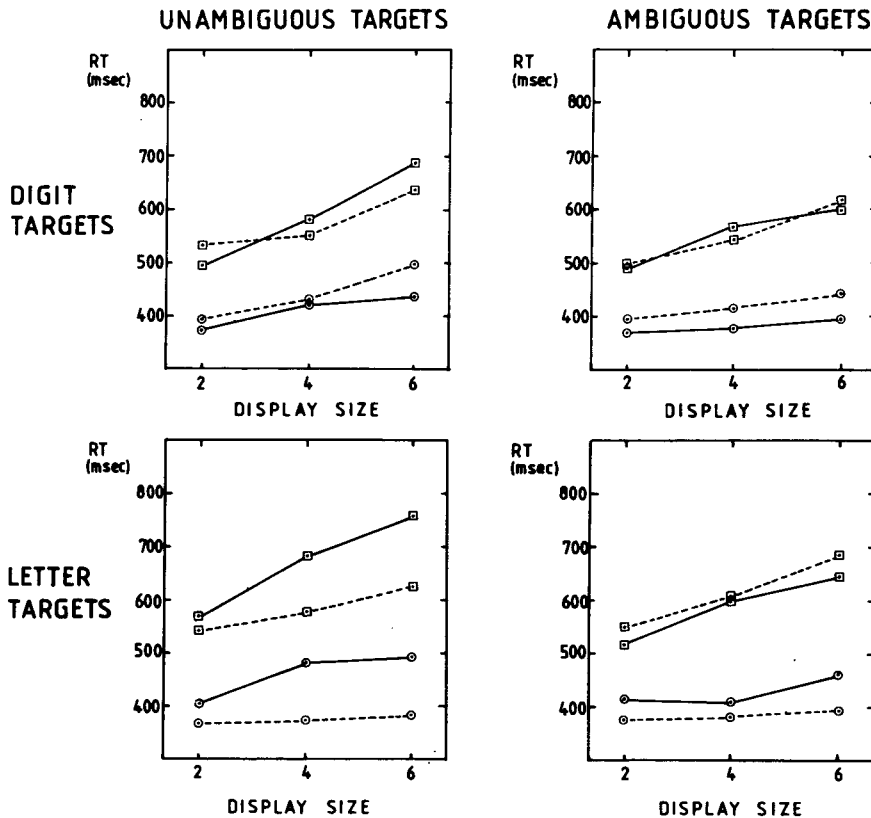 UNAMBIGUOUS TARGETS
AMBIGUOUS TARGETS
DIGIT
TARGETS
RT
(msec)
800
700
600
500
400
2 4 6
DISPLAY SIZE
RT
(msec)
800
700
600
500
400
2 4 6
DISPLAY SIZE
LETTER
TARGETS
RT
(msec)
800
700
600
500
400
2 4 6
DISPLAY SIZE
RT
(msec)
800
700
600
500
400
2 4 6
DISPLAY SIZE